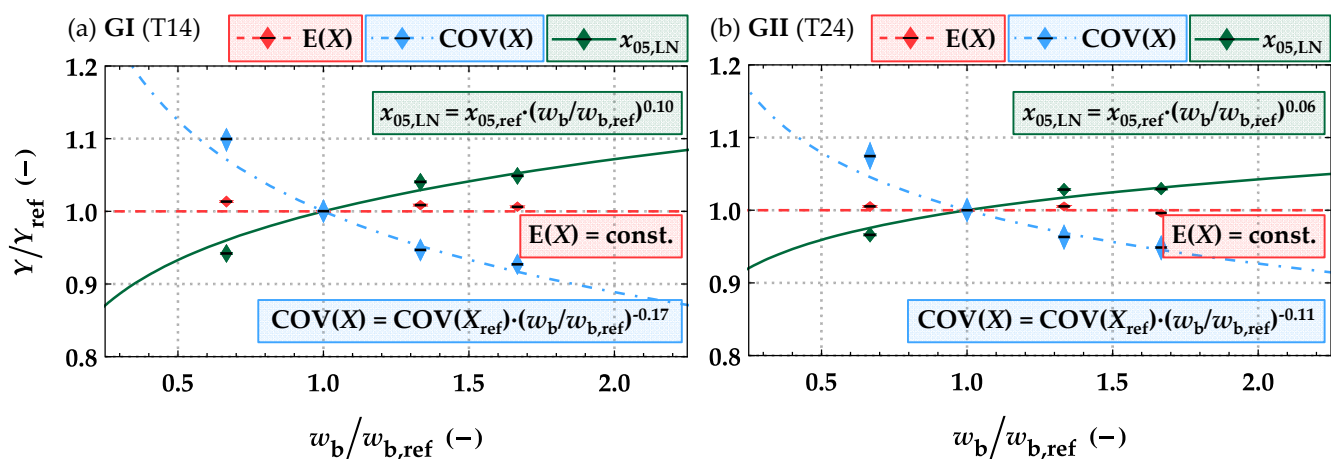 (a) GI (T14)
E(X)
COV(X)
x05,LN
1.2
1.1
1.0
0.9
0.8
Y/Yref (−)
x05,LN = x05,ref·(wb/wb,ref)0.10
E(X) = const.
COV(X) = COV(Xref)·(wb/wb,ref)-0.17
0.5 1.0 1.5 2.0
wb/wb,ref (−)
(b) GII (T24)
E(X)
COV(X)
x05,LN
1.2
1.1
1.0
0.9
0.8
x05,LN = x05,ref·(wb/wb,ref)0.06
E(X) = const.
COV(X) = COV(Xref)·(wb/wb,ref)-0.11
0.5 1.0 1.5 2.0
wb/wb,ref (−)